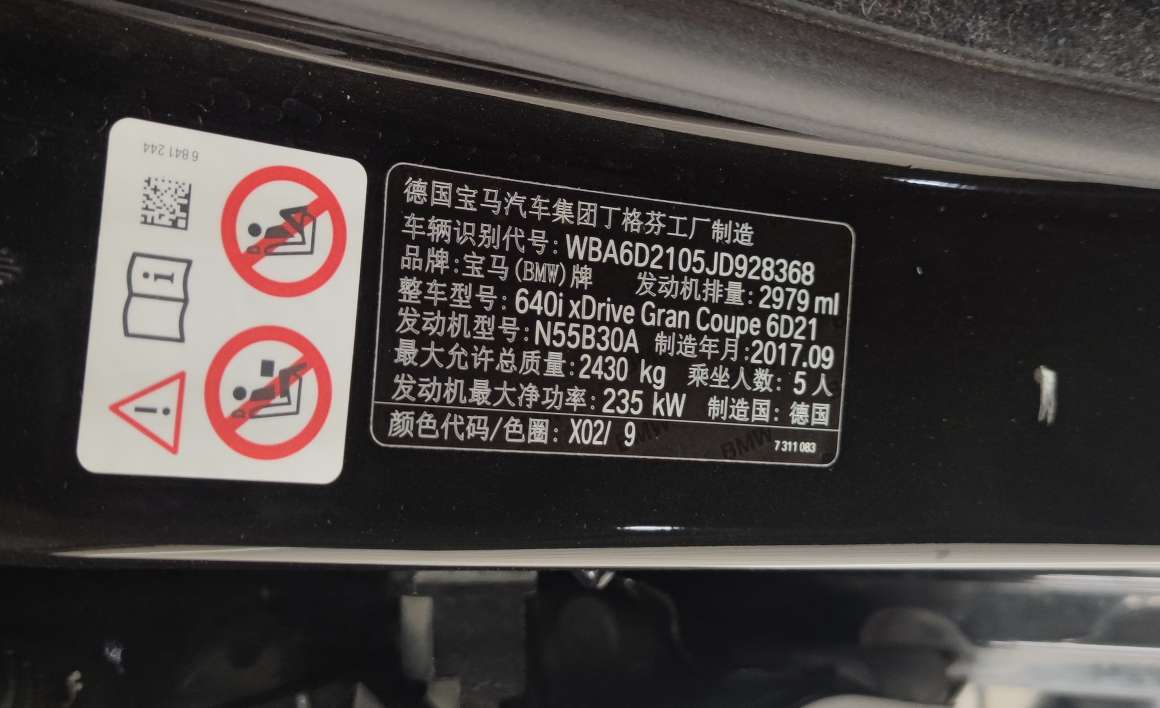 6 841 244
德国宝马汽车集团丁格芬工厂制造
车辆识别代号: WBA6D2105JD928368
品牌: 宝马(BMW)牌 发动机排量: 2979 ml
整车型号: 640i xDrive Gran Coupe 6D21
发动机型号: N55B30A 制造年月: 2017.09
最大允许总质量: 2430 kg 乘坐人数: 5 人
发动机最大净功率: 235 kW 制造国: 德国
颜色代码/色圈: X02/ 9
7 311 083
BMW